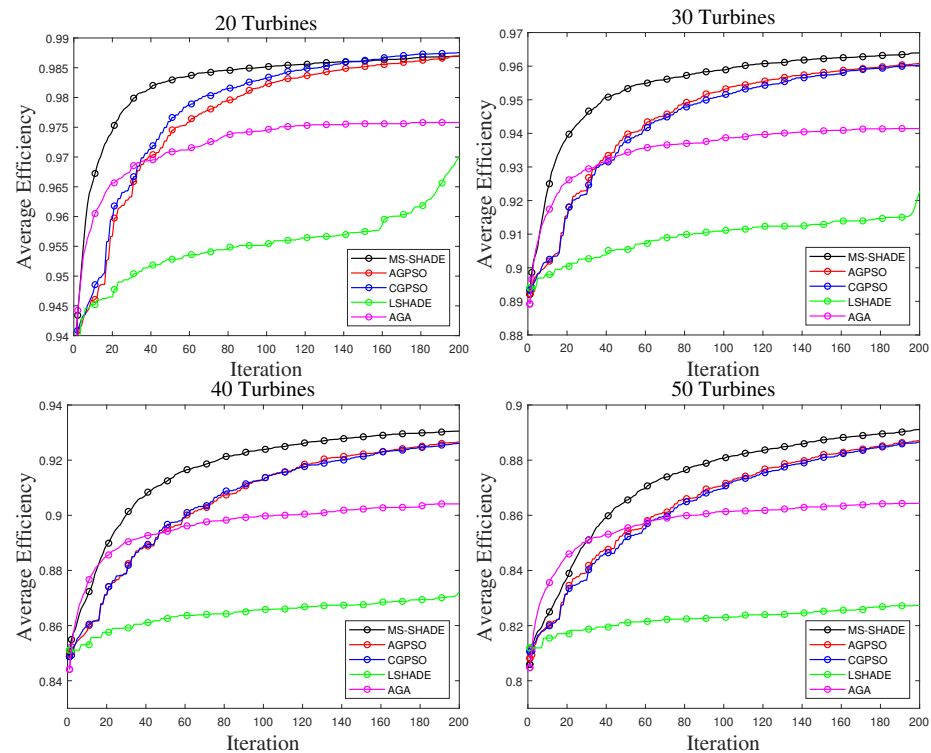 20 Turbines
Average Efficiency
0.99
0.985
0.98
0.975
0.97
0.965
0.96
0.955
0.95
0.945
0.94
0 20 40 60 80 100 120 140 160 180 200
Iteration
MS-SHADE
AGPSO
CGPSO
LSHADE
AGA
30 Turbines
Average Efficiency
0.97
0.96
0.95
0.94
0.93
0.92
0.91
0.9
0.89
0.88
0 20 40 60 80 100 120 140 160 180 200
Iteration
MS-SHADE
AGPSO
CGPSO
LSHADE
AGA
40 Turbines
Average Efficiency
0.94
0.92
0.9
0.88
0.86
0.84
0 20 40 60 80 100 120 140 160 180 200
Iteration
MS-SHADE
AGPSO
CGPSO
LSHADE
AGA
50 Turbines
Average Efficiency
0.9
0.88
0.86
0.84
0.82
0.8
0 20 40 60 80 100 120 140 160 180 200
Iteration
MS-SHADE
AGPSO
CGPSO
LSHADE
AGA